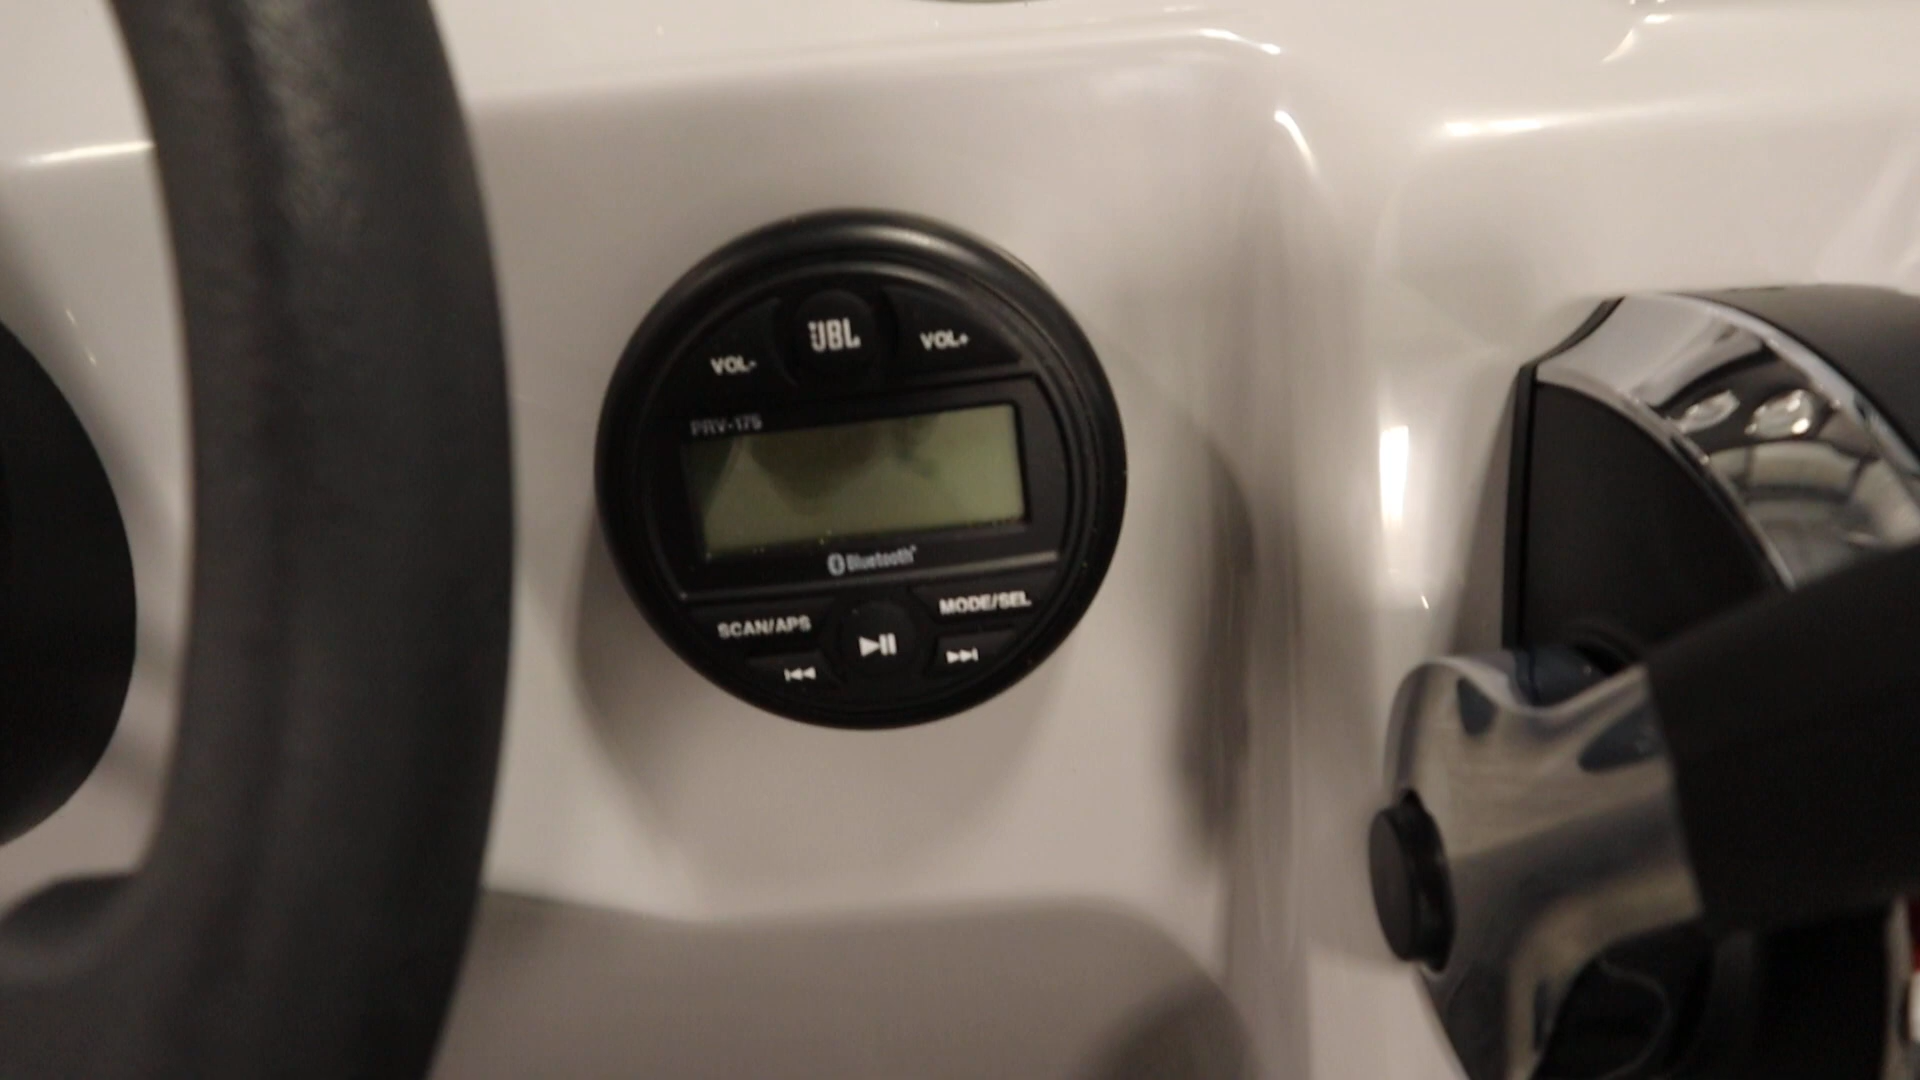 JBL
VOL-
VOL+
PRV-175
Bluetooth
SCAN/APS
MODE/SEL